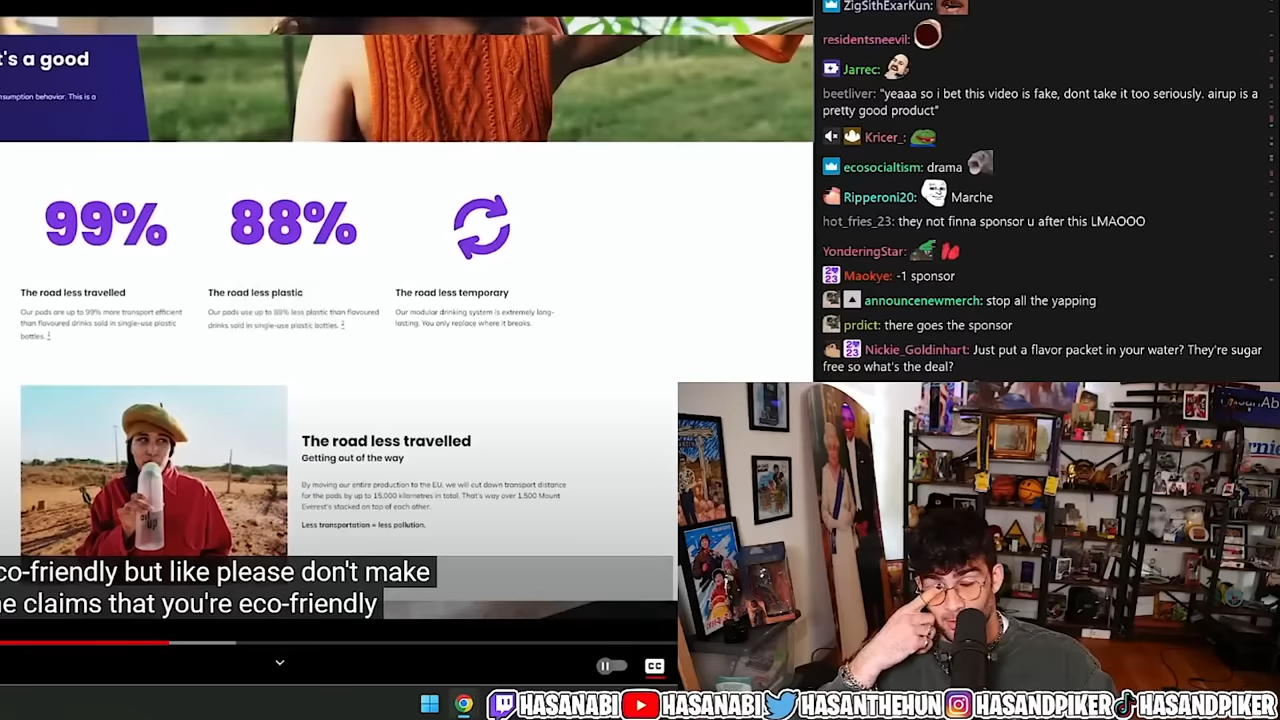 t's a good
nsumption behavior. This is a
99%
88%
The road less travelled
Our pods are up to 99% more transport efficient
than flavoured drinks sold in single-use plastic
bottles. 1
The road less plastic
Our pods use up to 88% less plastic than flavoured
drinks sold in single-use plastic bottles. 2
The road less temporary
Our modular drinking system is extremely long-
lasting. You only replace where it breaks.
air up
The road less travelled
Getting out of the way
By moving our entire production to the EU, we will cut down transport distance
for the pods by up to 15,000 kilometres in total. That's way over 1,500 Mount
Everest's stacked on top of each other.
Less transportation = less pollution.
co-friendly but like please don't make
e claims that you're eco-friendly
CC
ZigSithExarKun:
residentsneevil:
Jarrec:
beetliver: "yeaaa so i bet this video is fake, dont take it too seriously. airup is a
pretty good product"
Kricer_:
ecosocialtism: drama
Ripperoni20: Marche
hot_fries_23: they not finna sponsor u after this LMAOOO
YonderingStar:
Maokye: -1 sponsor
announcenewmerch: stop all the yapping
prdict: there goes the sponsor
Nickie_Goldinhart: Just put a flavor packet in your water? They're sugar
free so what's the deal?
HASANABI HASANABI HASANTHEHUN HASANDPIKER HASANDPIKER